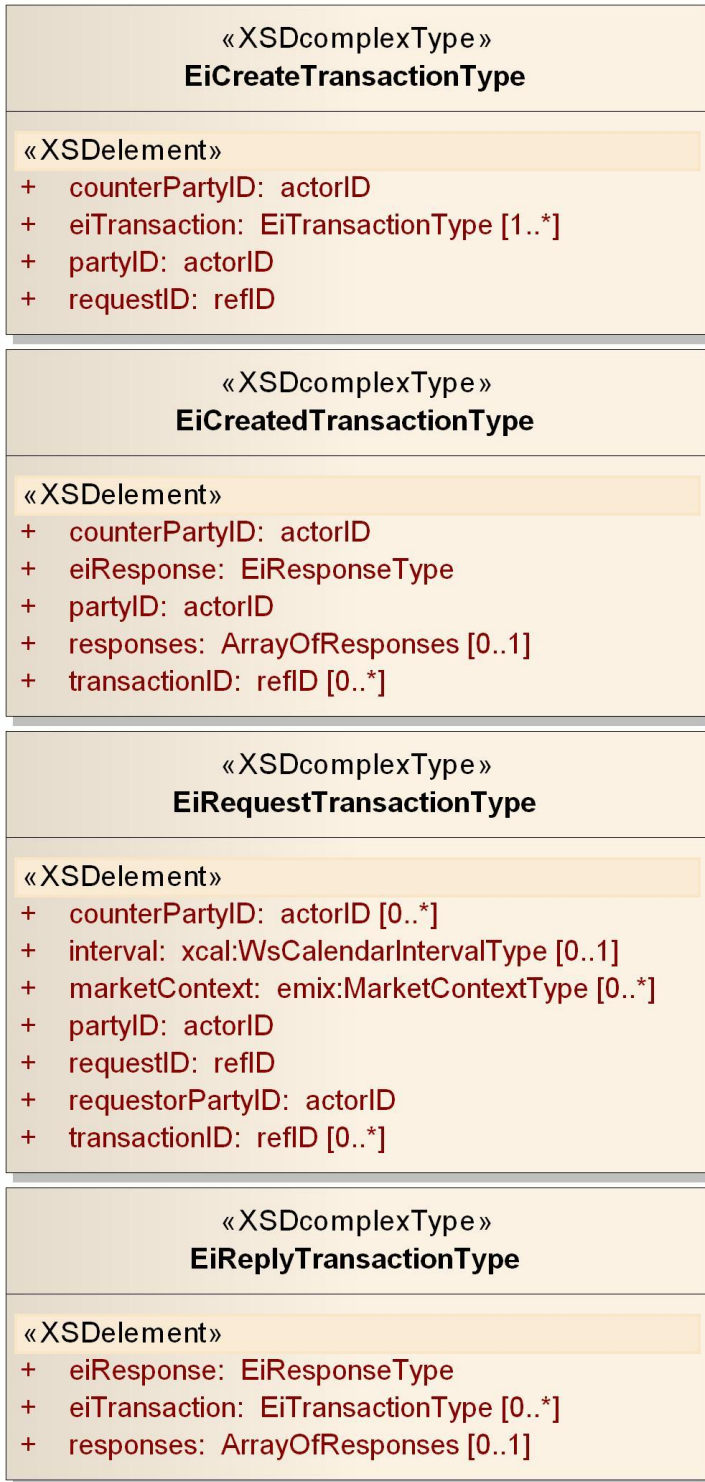 «XSDcomplexType»
EiCreateTransactionType
«XSDelement»
+ counterPartyID: actorID
+ eiTransaction: EiTransactionType [1..*]
+ partyID: actorID
+ requestID: refID
«XSDcomplexType»
EiCreatedTransactionType
«XSDelement»
+ counterPartyID: actorID
+ eiResponse: EiResponseType
+ partyID: actorID
+ responses: ArrayOfResponses [0..1]
+ transactionID: refID [0..*]
«XSDcomplexType»
EiRequestTransactionType
«XSDelement»
+ counterPartyID: actorID [0..*]
+ interval: xcal:WsCalendarIntervalType [0..1]
+ marketContext: emix:MarketContextType [0..*]
+ partyID: actorID
+ requestID: refID
+ requestorPartyID: actorID
+ transactionID: refID [0..*]
«XSDcomplexType»
EiReplyTransactionType
«XSDelement»
+ eiResponse: EiResponseType
+ eiTransaction: EiTransactionType [0..*]
+ responses: ArrayOfResponses [0..1]